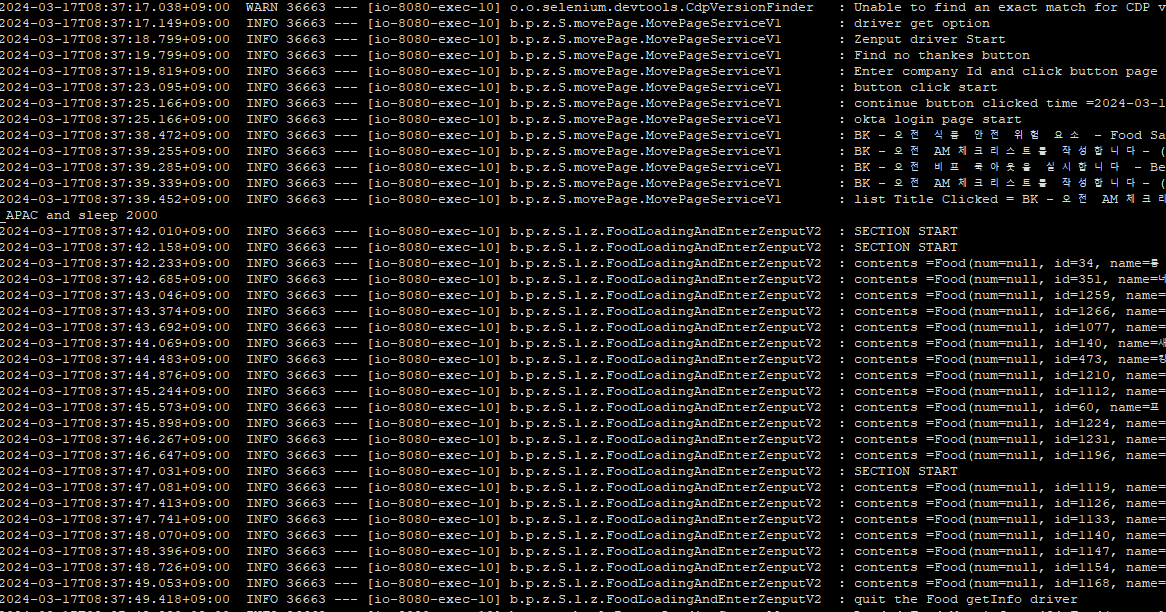 2024-03-17T08:37:17.038+09:00  WARN 36663 --- [io-8080-exec-10] o.o.selenium.devtools.CdpVersionFinder   : Unable to find an exact match for CDP v
2024-03-17T08:37:17.149+09:00  INFO 36663 --- [io-8080-exec-10] b.p.z.S.movePage.MovePageServiceV1       : driver get option
2024-03-17T08:37:18.799+09:00  INFO 36663 --- [io-8080-exec-10] b.p.z.S.movePage.MovePageServiceV1       : Zenput driver Start
2024-03-17T08:37:19.799+09:00  INFO 36663 --- [io-8080-exec-10] b.p.z.S.movePage.MovePageServiceV1       : Find no thankes button
2024-03-17T08:37:19.819+09:00  INFO 36663 --- [io-8080-exec-10] b.p.z.S.movePage.MovePageServiceV1       : Enter company Id and click button page
2024-03-17T08:37:23.095+09:00  INFO 36663 --- [io-8080-exec-10] b.p.z.S.movePage.MovePageServiceV1       : button click start
2024-03-17T08:37:25.166+09:00  INFO 36663 --- [io-8080-exec-10] b.p.z.S.movePage.MovePageServiceV1       : continue button clicked time =2024-03-1
2024-03-17T08:37:25.166+09:00  INFO 36663 --- [io-8080-exec-10] b.p.z.S.movePage.MovePageServiceV1       : okta login page start
2024-03-17T08:37:38.472+09:00  INFO 36663 --- [io-8080-exec-10] b.p.z.S.movePage.MovePageServiceV1       : BK - 오전 식품 안전 위험 요소 - Food Sa
2024-03-17T08:37:39.255+09:00  INFO 36663 --- [io-8080-exec-10] b.p.z.S.movePage.MovePageServiceV1       : BK - 오전 AM 체크리스트를 작성합니다- (
2024-03-17T08:37:39.285+09:00  INFO 36663 --- [io-8080-exec-10] b.p.z.S.movePage.MovePageServiceV1       : BK - 오전 비프 쿡아웃을 실시합니다 - Be
2024-03-17T08:37:39.339+09:00  INFO 36663 --- [io-8080-exec-10] b.p.z.S.movePage.MovePageServiceV1       : BK - 오전 AM 체크리스트를 작성합니다- (
2024-03-17T08:37:39.452+09:00  INFO 36663 --- [io-8080-exec-10] b.p.z.S.movePage.MovePageServiceV1       : list Title Clicked = BK - 오전 AM 체크리
_APAC and sleep 2000
2024-03-17T08:37:42.010+09:00  INFO 36663 --- [io-8080-exec-10] b.p.z.S.l.z.FoodLoadingAndEnterZenputV2  : SECTION START
2024-03-17T08:37:42.158+09:00  INFO 36663 --- [io-8080-exec-10] b.p.z.S.l.z.FoodLoadingAndEnterZenputV2  : SECTION START
2024-03-17T08:37:42.233+09:00  INFO 36663 --- [io-8080-exec-10] b.p.z.S.l.z.FoodLoadingAndEnterZenputV2  : contents =Food(num=null, id=34, name=
2024-03-17T08:37:42.685+09:00  INFO 36663 --- [io-8080-exec-10] b.p.z.S.l.z.FoodLoadingAndEnterZenputV2  : contents =Food(num=null, id=351, name=
2024-03-17T08:37:43.046+09:00  INFO 36663 --- [io-8080-exec-10] b.p.z.S.l.z.FoodLoadingAndEnterZenputV2  : contents =Food(num=null, id=1259, name=
2024-03-17T08:37:43.374+09:00  INFO 36663 --- [io-8080-exec-10] b.p.z.S.l.z.FoodLoadingAndEnterZenputV2  : contents =Food(num=null, id=1266, name=
2024-03-17T08:37:43.692+09:00  INFO 36663 --- [io-8080-exec-10] b.p.z.S.l.z.FoodLoadingAndEnterZenputV2  : contents =Food(num=null, id=1077, name=
2024-03-17T08:37:44.069+09:00  INFO 36663 --- [io-8080-exec-10] b.p.z.S.l.z.FoodLoadingAndEnterZenputV2  : contents =Food(num=null, id=140, name=
2024-03-17T08:37:44.483+09:00  INFO 36663 --- [io-8080-exec-10] b.p.z.S.l.z.FoodLoadingAndEnterZenputV2  : contents =Food(num=null, id=473, name=
2024-03-17T08:37:44.876+09:00  INFO 36663 --- [io-8080-exec-10] b.p.z.S.l.z.FoodLoadingAndEnterZenputV2  : contents =Food(num=null, id=1210, name=
2024-03-17T08:37:45.244+09:00  INFO 36663 --- [io-8080-exec-10] b.p.z.S.l.z.FoodLoadingAndEnterZenputV2  : contents =Food(num=null, id=1112, name=
2024-03-17T08:37:45.573+09:00  INFO 36663 --- [io-8080-exec-10] b.p.z.S.l.z.FoodLoadingAndEnterZenputV2  : contents =Food(num=null, id=60, name=프
2024-03-17T08:37:45.898+09:00  INFO 36663 --- [io-8080-exec-10] b.p.z.S.l.z.FoodLoadingAndEnterZenputV2  : contents =Food(num=null, id=1224, name=
2024-03-17T08:37:46.267+09:00  INFO 36663 --- [io-8080-exec-10] b.p.z.S.l.z.FoodLoadingAndEnterZenputV2  : contents =Food(num=null, id=1231, name=
2024-03-17T08:37:46.647+09:00  INFO 36663 --- [io-8080-exec-10] b.p.z.S.l.z.FoodLoadingAndEnterZenputV2  : contents =Food(num=null, id=1196, name=
2024-03-17T08:37:47.031+09:00  INFO 36663 --- [io-8080-exec-10] b.p.z.S.l.z.FoodLoadingAndEnterZenputV2  : SECTION START
2024-03-17T08:37:47.081+09:00  INFO 36663 --- [io-8080-exec-10] b.p.z.S.l.z.FoodLoadingAndEnterZenputV2  : contents =Food(num=null, id=1119, name=
2024-03-17T08:37:47.413+09:00  INFO 36663 --- [io-8080-exec-10] b.p.z.S.l.z.FoodLoadingAndEnterZenputV2  : contents =Food(num=null, id=1126, name=
2024-03-17T08:37:47.741+09:00  INFO 36663 --- [io-8080-exec-10] b.p.z.S.l.z.FoodLoadingAndEnterZenputV2  : contents =Food(num=null, id=1133, name=
2024-03-17T08:37:48.070+09:00  INFO 36663 --- [io-8080-exec-10] b.p.z.S.l.z.FoodLoadingAndEnterZenputV2  : contents =Food(num=null, id=1140, name=
2024-03-17T08:37:48.396+09:00  INFO 36663 --- [io-8080-exec-10] b.p.z.S.l.z.FoodLoadingAndEnterZenputV2  : contents =Food(num=null, id=1147, name=
2024-03-17T08:37:48.726+09:00  INFO 36663 --- [io-8080-exec-10] b.p.z.S.l.z.FoodLoadingAndEnterZenputV2  : contents =Food(num=null, id=1154, name=
2024-03-17T08:37:49.053+09:00  INFO 36663 --- [io-8080-exec-10] b.p.z.S.l.z.FoodLoadingAndEnterZenputV2  : contents =Food(num=null, id=1168, name=
2024-03-17T08:37:49.418+09:00  INFO 36663 --- [io-8080-exec-10] b.p.z.S.l.z.FoodLoadingAndEnterZenputV2  : quit the Food getInfo driver